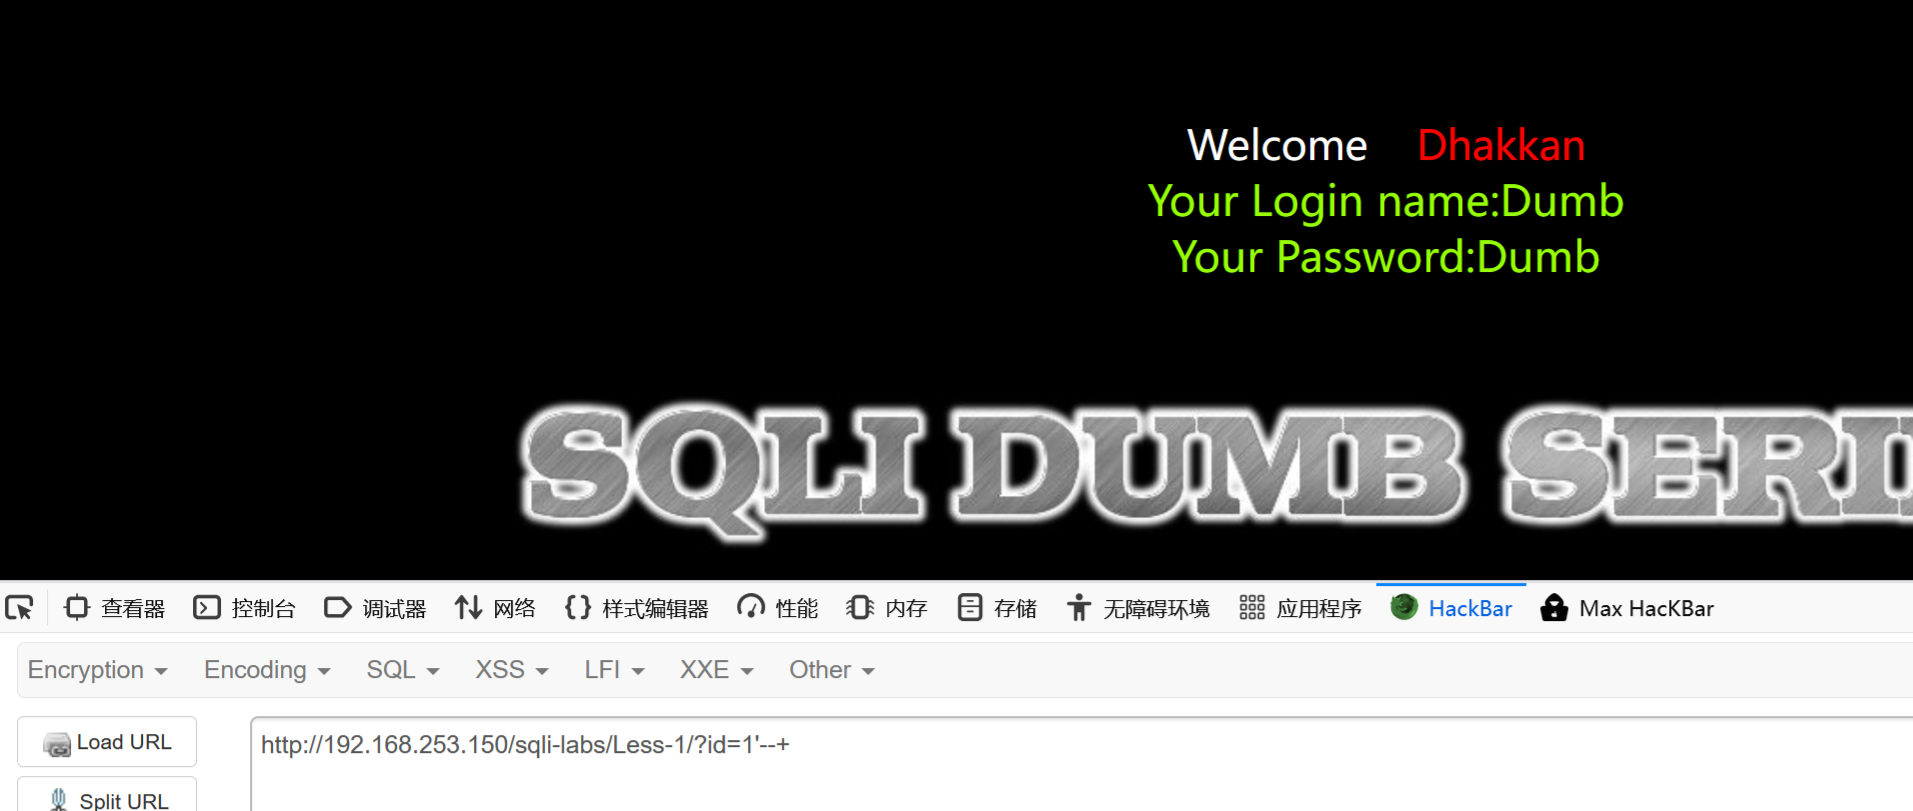 Welcome Dhakkan
Your Login name:Dumb
Your Password:Dumb
SQLI DUMB SERI
查看器 控制台 调试器 网络 样式编辑器 性能 内存 存储 无障碍环境 应用程序 HackBar Max HacKBar
Encryption Encoding SQL XSS LFI XXE Other
Load URL http://192.168.253.150/sqli-labs/Less-1/?id=1'--+
Split URL